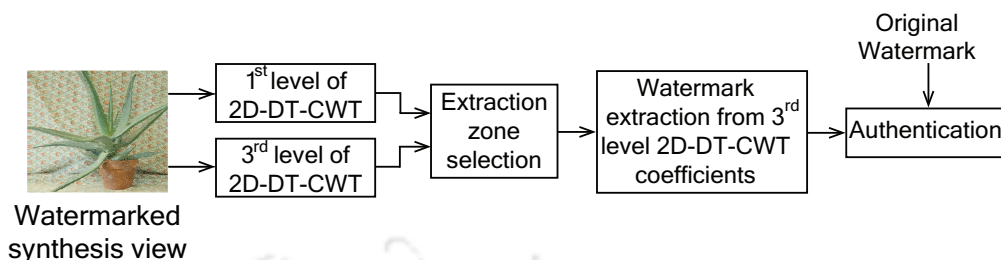 Watermarked
synthesis view
1st level of
2D-DT-CWT
3rd level of
2D-DT-CWT
Extraction
zone
selection
Watermark
extraction from 3rd
level 2D-DT-CWT
coefficients
Original
Watermark
Authentication